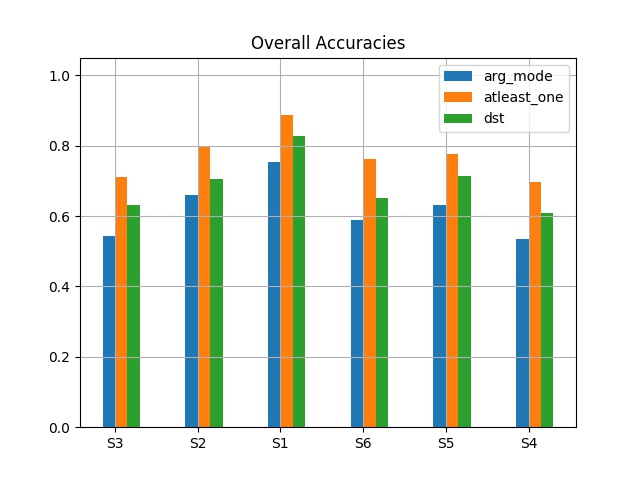 Overall Accuracies
1.0
0.8
0.6
0.4
0.2
0.0
arg_mode
atleast_one
dst
S3 S2 S1 S6 S5 S4